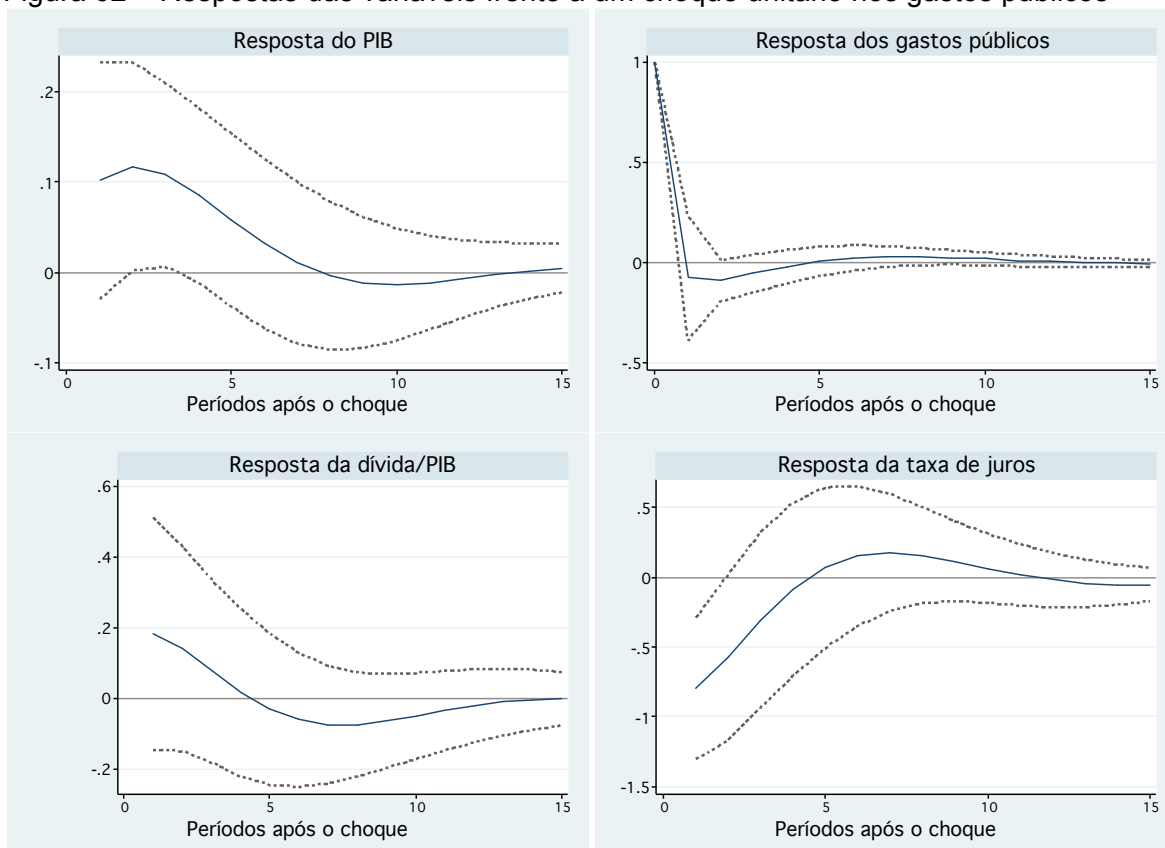 Figura 02 – Respostas das variáveis frente a um choque unitário nos gastos públicos
Resposta do PIB
.2
.1
0
-.1
0 5 10 15
Períodos após o choque
Resposta dos gastos públicos
1
.5
0
-.5
0 5 10 15
Períodos após o choque
Resposta da dívida/PIB
.6
.4
.2
0
-.2
0 5 10 15
Períodos após o choque
Resposta da taxa de juros
.5
0
-.5
-1
-1.5
0 5 10 15
Períodos após o choque